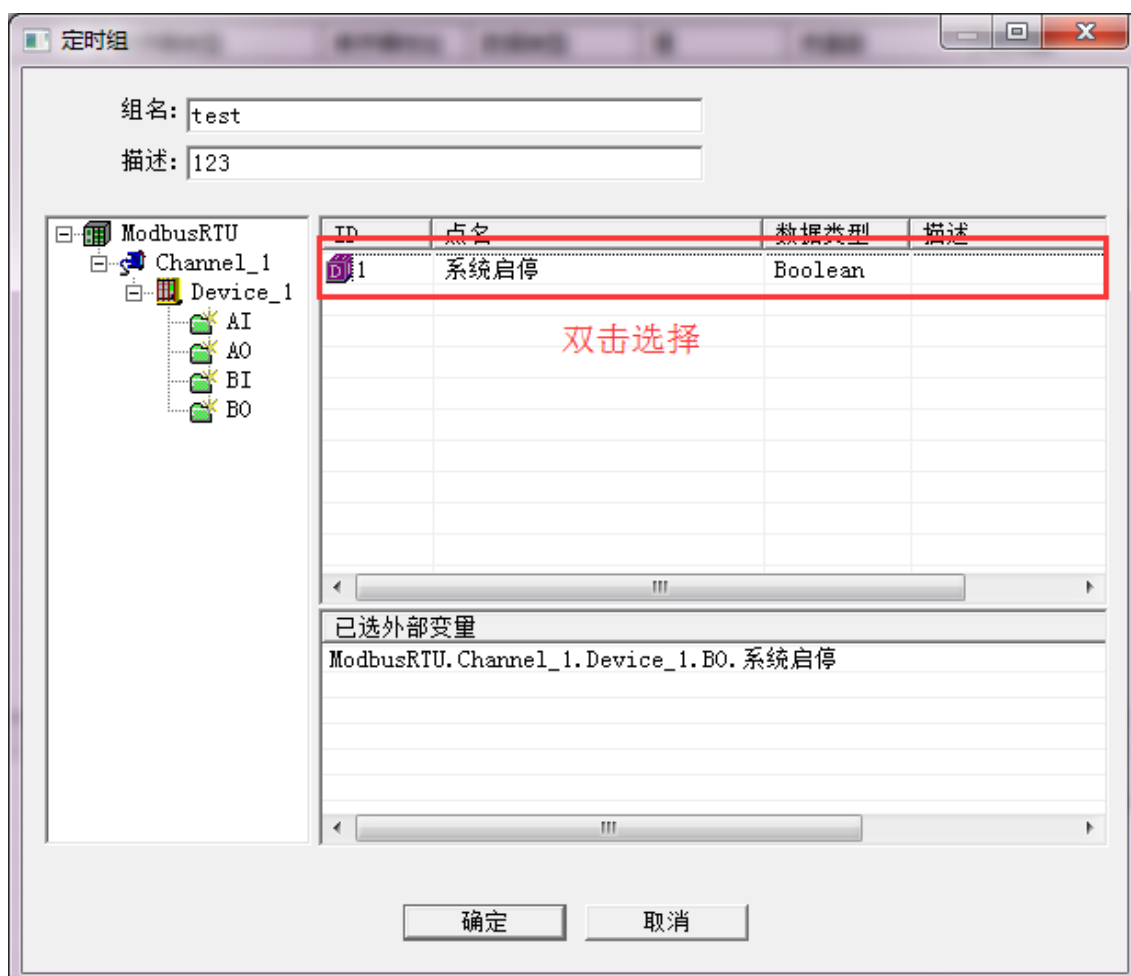 定时组
组名: test
描述: 123
ModbusRTU
Channel_1
Device_1
AI
AO
BI
BO
ID 点名 数据类型 描述
1 系统启停 Boolean
双击选择
已选外部变量
ModbusRTU.Channel_1.Device_1.BO.系统启停
确定 取消